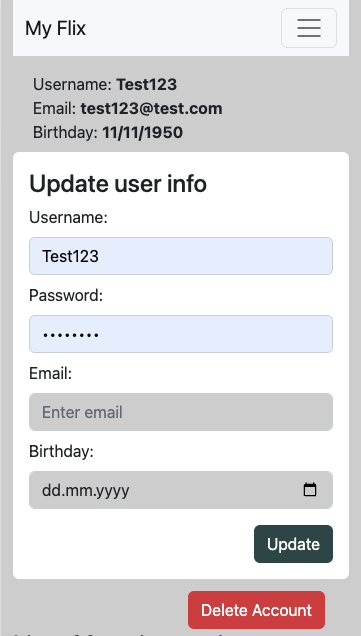 My Flix
Username: Test123
Email: test123@test.com
Birthday: 11/11/1950
Update user info
Username:
Test123
Password:
••••••••
Email:
Enter email
Birthday:
dd.mm.yyyy
Update
Delete Account